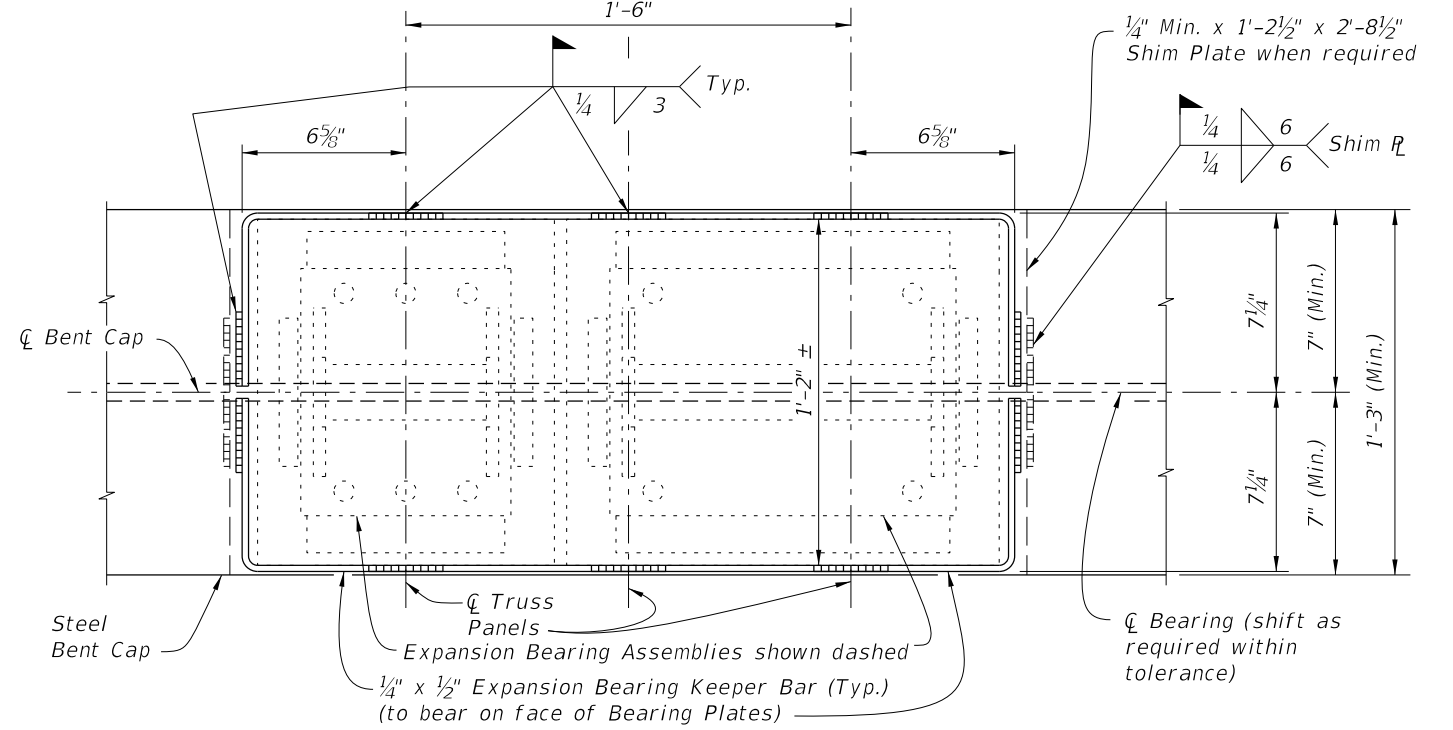 1'-6"
¼" Min. x 1'-2½" x 2'-8½"
Shim Plate when required
¼ 3 Typ.
6⅝"
6⅝"
¼ 6
¼ 6
Shim ⅊
℄ Bent Cap
1'-2" ±
7¼"
7" (Min.)
1'-3" (Min.)
7¼"
7" (Min.)
Steel
Bent Cap
℄ Truss
Panels
Expansion Bearing Assemblies shown dashed
¼" x ½" Expansion Bearing Keeper Bar (Typ.)
(to bear on face of Bearing Plates)
℄ Bearing (shift as
required within
tolerance)